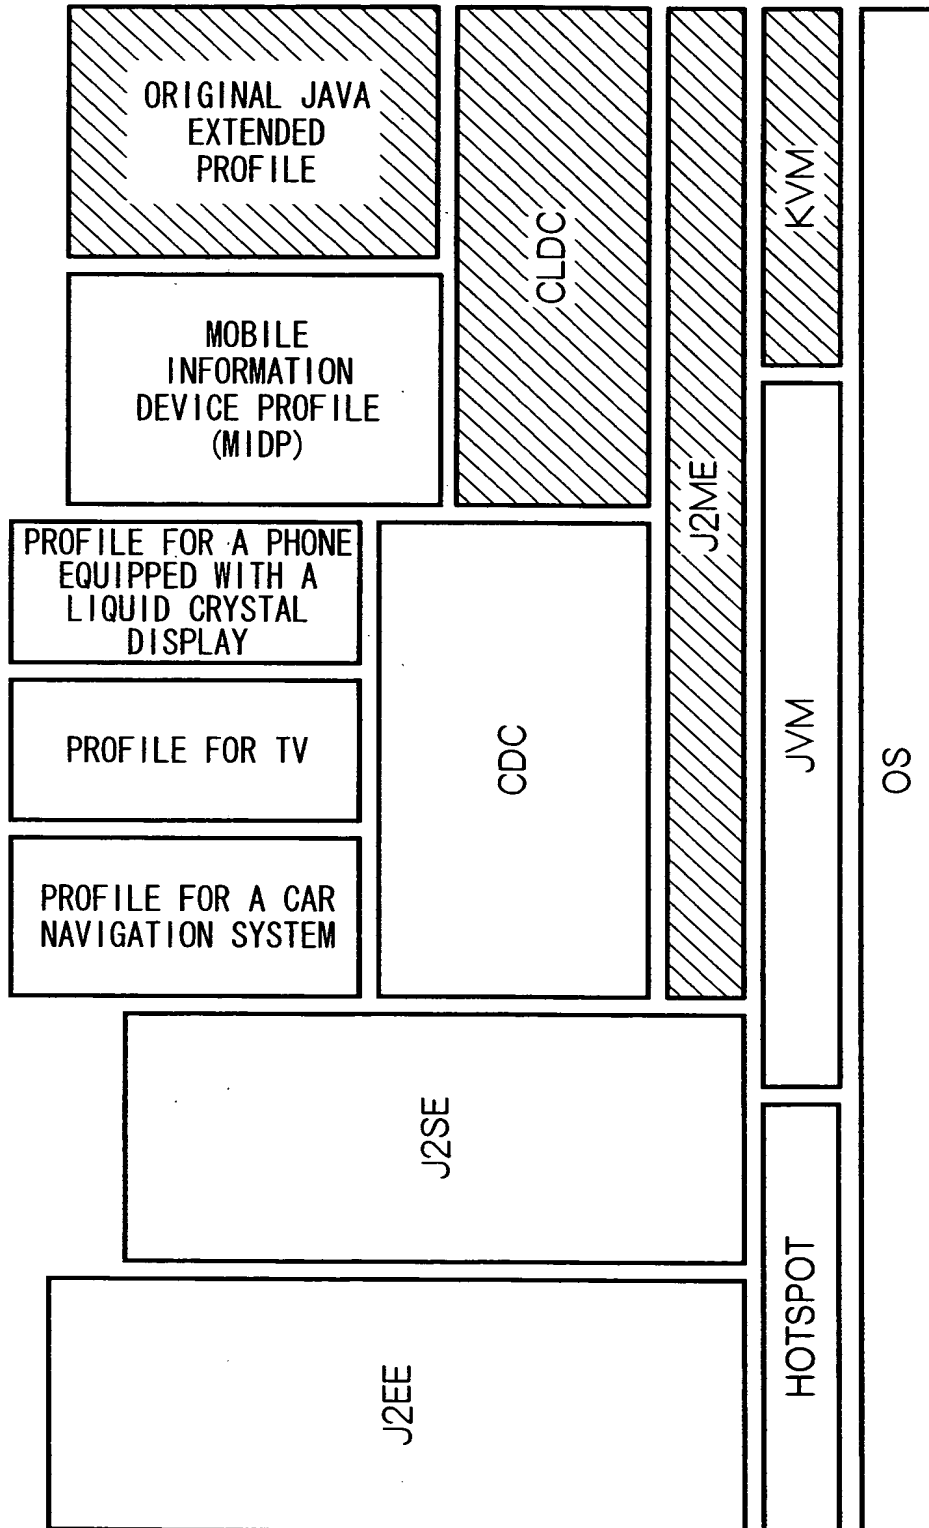 ORIGINAL JAVA
EXTENDED
PROFILE
MOBILE
INFORMATION
DEVICE PROFILE
(MIDP)
PROFILE FOR A PHONE
EQUIPPED WITH A
LIQUID CRYSTAL
DISPLAY
PROFILE FOR TV
PROFILE FOR A CAR
NAVIGATION SYSTEM
CLDC
CDC
J2ME
J2SE
J2EE
KVM
JVM
HOTSPOT
OS